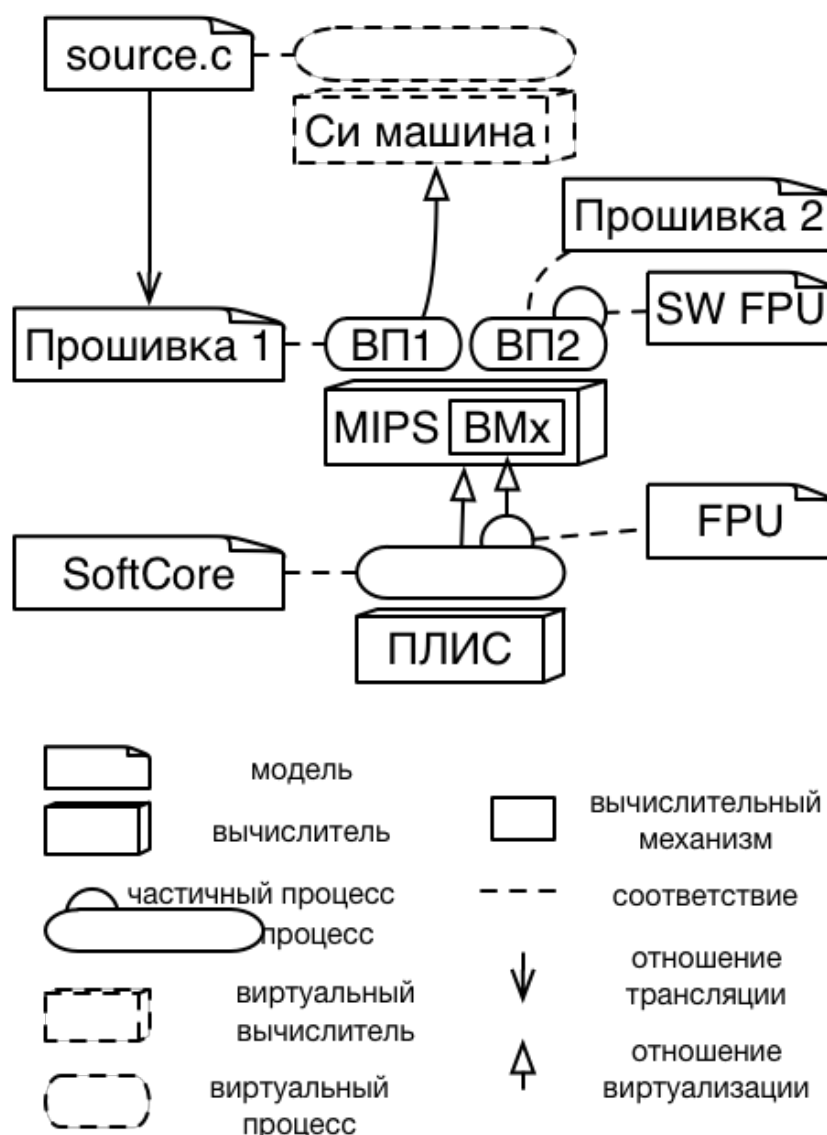 source.c
Си машина
Прошивка 2
SW FPU
Прошивка 1
ВП1
ВП2
MIPS
ВМх
FPU
SoftCore
ПЛИС
модель
вычислитель
вычислительный
механизм
частичный процесс
процесс
соответствие
виртуальный
вычислитель
отношение
трансляции
виртуальный
процесс
отношение
виртуализации